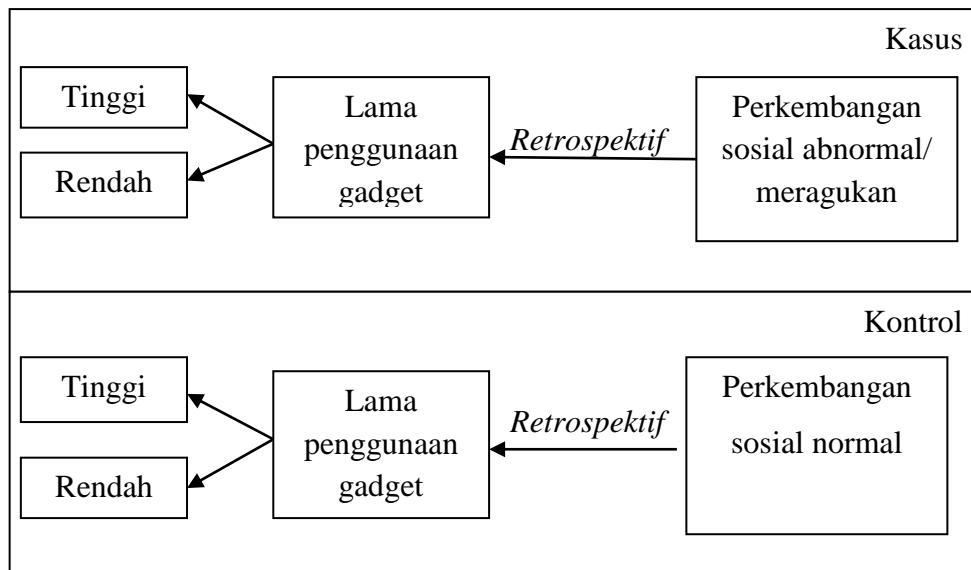 Kasus
Tinggi
Rendah
Lama
penggunaan
gadget
Retrospektif
Perkembangan
sosial abnormal/
meragukan
Kontrol
Tinggi
Rendah
Lama
penggunaan
gadget
Retrospektif
Perkembangan
sosial normal